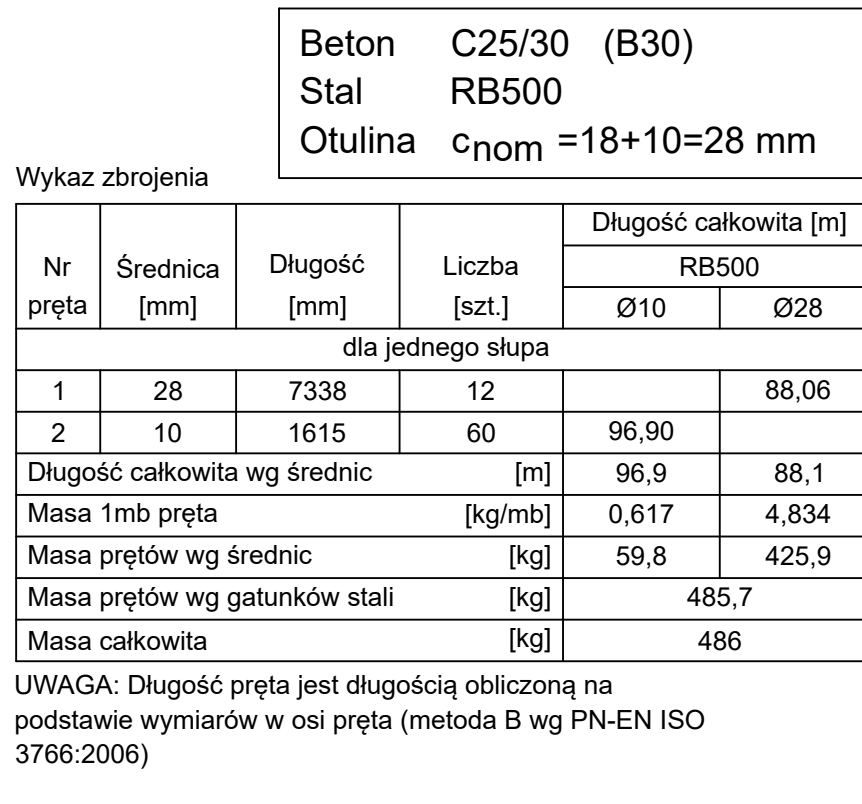 Beton C25/30 (B30)
Stal RB500
Otulina cnom =18+10=28 mm
Wykaz zbrojenia
Nr pręta Średnica [mm] Długość [mm] Liczba [szt.] Długość całkowita [m]
RB500
Ø10 Ø28
dla jednego słupa
1 28 7338 12 88,06
2 10 1615 60 96,90
Długość całkowita wg średnic [m] 96,9 88,1
Masa 1mb pręta [kg/mb] 0,617 4,834
Masa prętów wg średnic [kg] 59,8 425,9
Masa prętów wg gatunków stali [kg] 485,7
Masa całkowita [kg] 486
UWAGA: Długość pręta jest długością obliczoną na
podstawie wymiarów w osi pręta (metoda B wg PN-EN ISO
3766:2006)